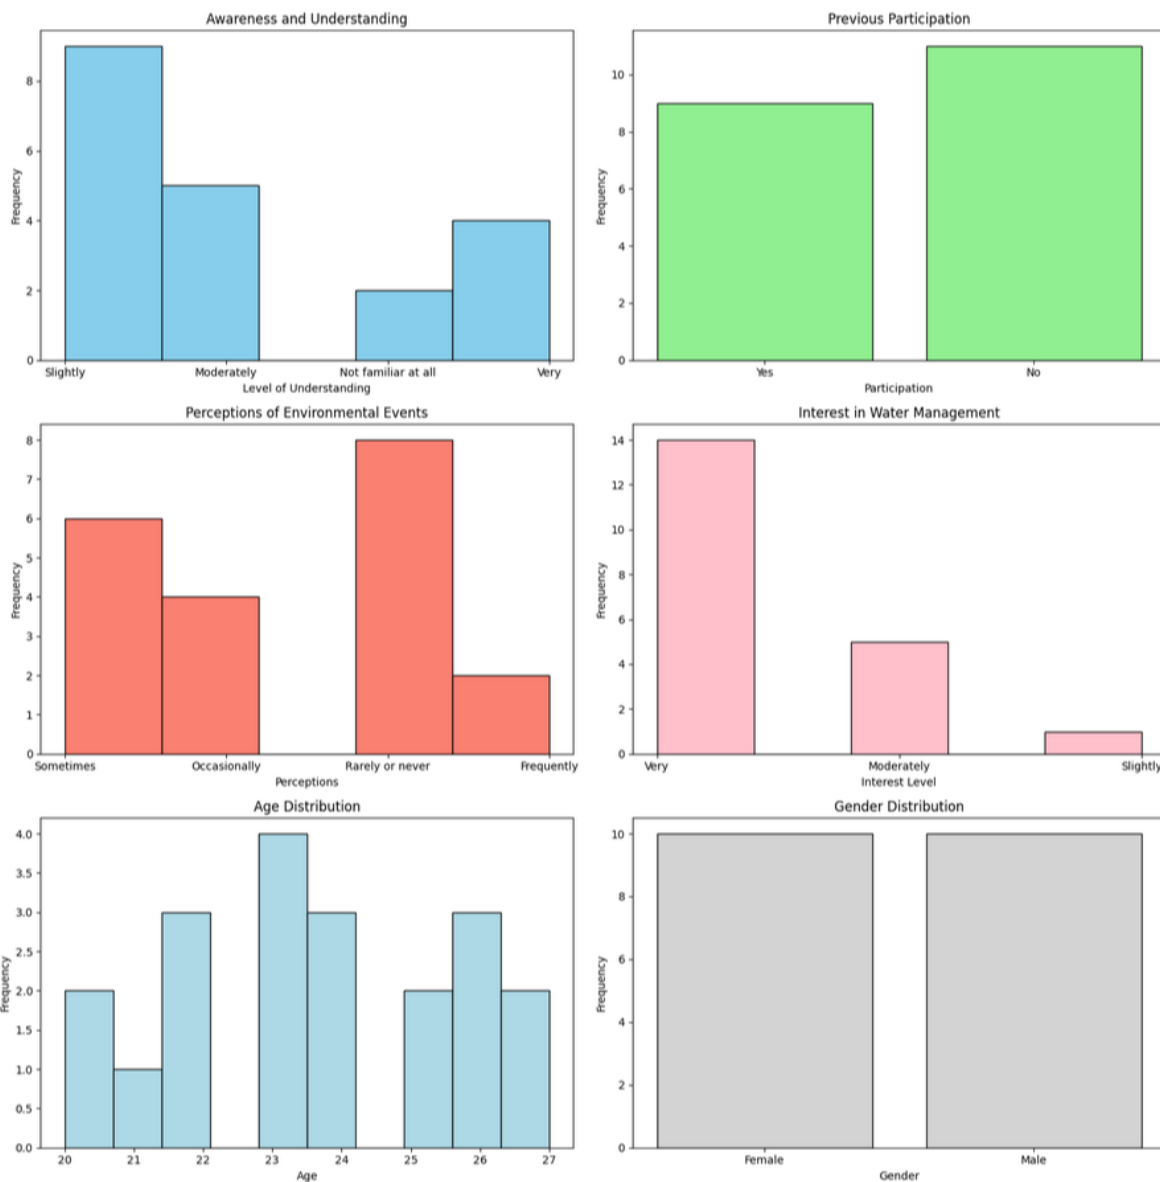 Awareness and Understanding
8
6
4
2
0
Frequency
Slightly Moderately Not familiar at all Very
Level of Understanding
Previous Participation
10
8
6
4
2
0
Frequency
Yes No
Participation
Perceptions of Environmental Events
8
7
6
5
4
3
2
1
0
Frequency
Sometimes Occasionally Rarely or never Frequently
Perceptions
Interest in Water Management
14
12
10
8
6
4
2
0
Frequency
Very Moderately Slightly
Interest Level
Age Distribution
4.0
3.5
3.0
2.5
2.0
1.5
1.0
0.5
0.0
Frequency
20 21 22 23 24 25 26 27
Age
Gender Distribution
10
8
6
4
2
0
Frequency
Female Male
Gender